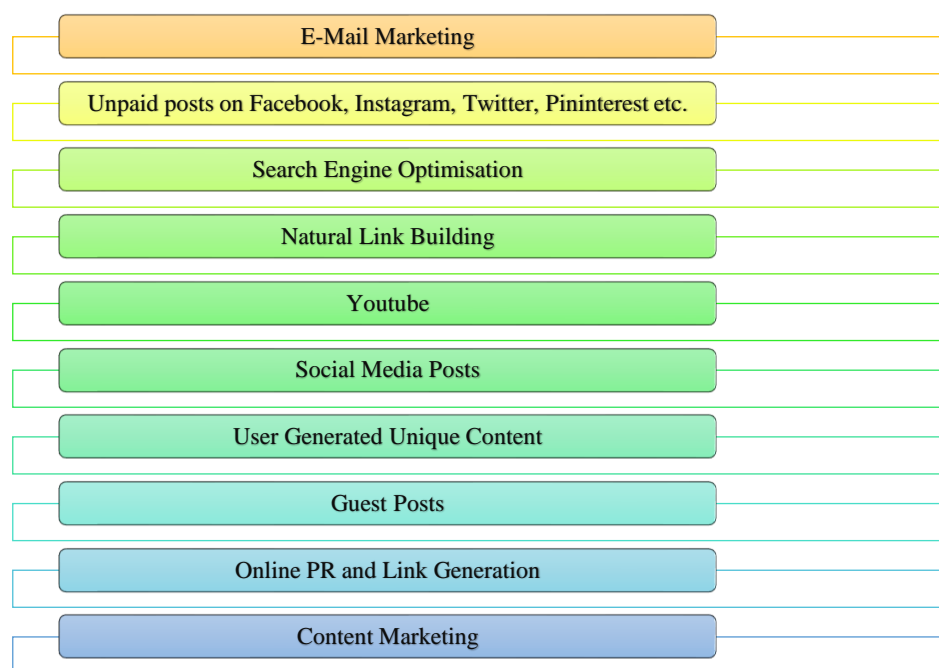 E-Mail Marketing
Unpaid posts on Facebook, Instagram, Twitter, Pininterest etc.
Search Engine Optimisation
Natural Link Building
Youtube
Social Media Posts
User Generated Unique Content
Guest Posts
Online PR and Link Generation
Content Marketing